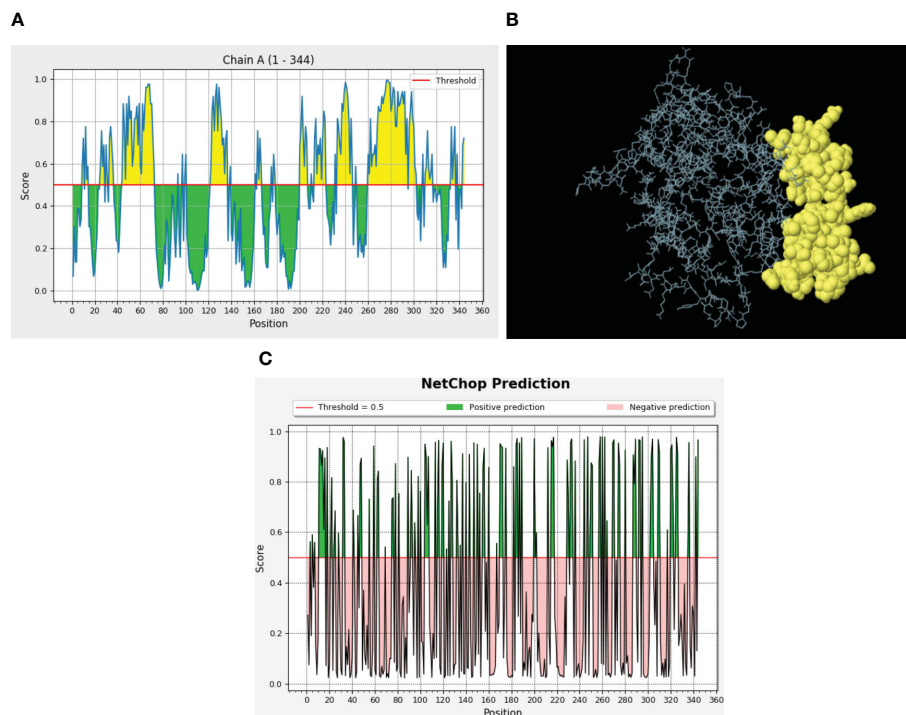 A
B
Chain A (1 - 344)
Threshold
1.0
0.8
0.6
0.4
0.2
0.0
Score
0 20 40 60 80 100 120 140 160 180 200 220 240 260 280 300 320 340 360
Position
C
NetChop Prediction
Threshold = 0.5 Positive prediction Negative prediction
1.0
0.8
0.6
0.4
0.2
0.0
Score
0 20 40 60 80 100 120 140 160 180 200 220 240 260 280 300 320 340 360
Position